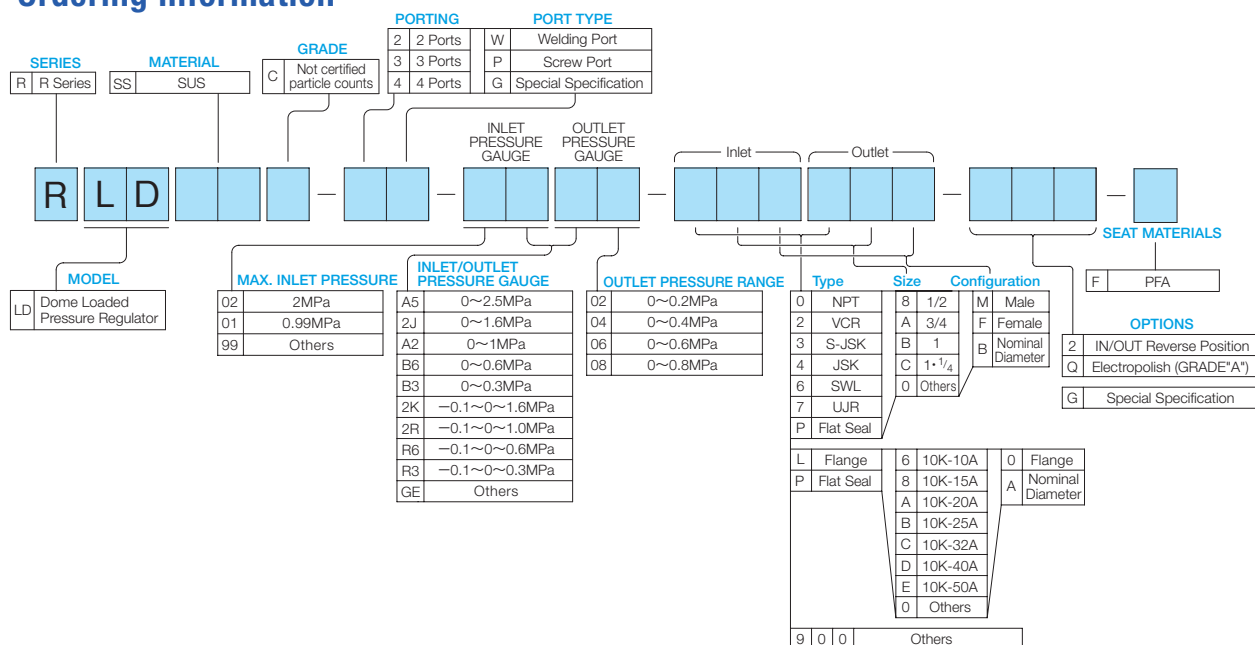 Ordering Information
SERIES
R R Series
MATERIAL
SS SUS
GRADE
C Not certified
particle counts
PORTING
2 2 Ports
3 3 Ports
4 4 Ports
PORT TYPE
W Welding Port
P Screw Port
G Special Specification
INLET
PRESSURE
GAUGE
OUTLET
PRESSURE
GAUGE
Inlet
Outlet
R L D
MODEL
LD Dome Loaded
Pressure Regulator
MAX. INLET PRESSURE
02 2MPa
01 0.99MPa
99 Others
INLET/OUTLET
PRESSURE GAUGE
A5 0～2.5MPa
2J 0～1.6MPa
A2 0～1MPa
B6 0～0.6MPa
B3 0～0.3MPa
2K －0.1～0～1.6MPa
2R －0.1～0～1.0MPa
R6 －0.1～0～0.6MPa
R3 －0.1～0～0.3MPa
GE Others
OUTLET PRESSURE RANGE
02 0～0.2MPa
04 0～0.4MPa
06 0～0.6MPa
08 0～0.8MPa
Type
0 NPT
2 VCR
3 S-JSK
4 JSK
6 SWL
7 UJR
P Flat Seal
Size
8 1/2
A 3/4
B 1
C 1・1/4
0 Others
Configuration
M Male
F Female
B Nominal
Diameter
L Flange
P Flat Seal
6 10K-10A
8 10K-15A
A 10K-20A
B 10K-25A
C 10K-32A
D 10K-40A
E 10K-50A
0 Others
0 Flange
A Nominal
Diameter
9 0 0 Others
SEAT MATERIALS
F PFA
OPTIONS
2 IN/OUT Reverse Position
Q Electropolish (GRADE"A")
G Special Specification